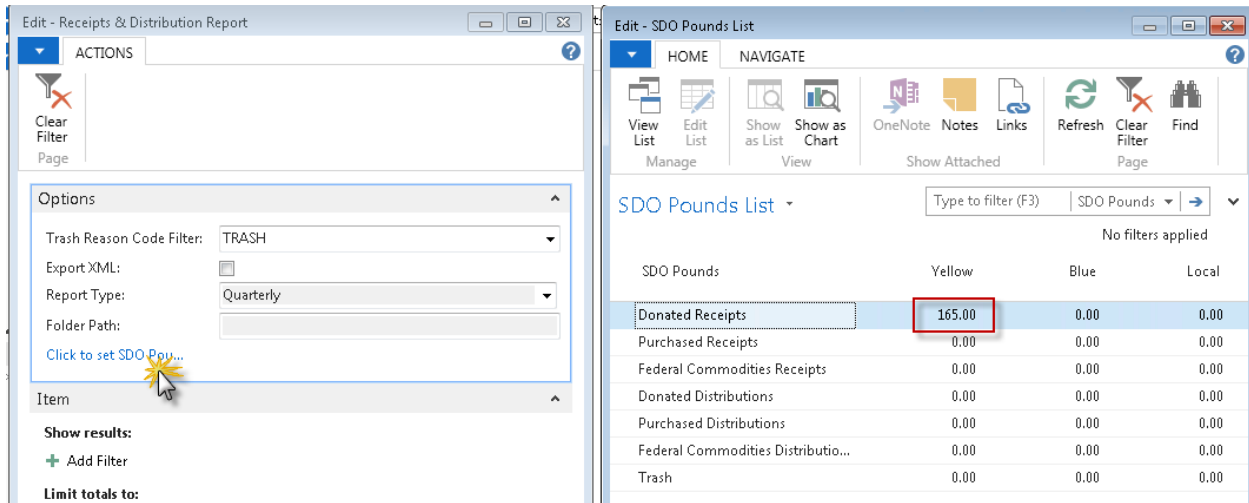 Edit - Receipts & Distribution Report
ACTIONS
Clear
Filter
Page
Options
Trash Reason Code Filter: TRASH
Export XML:
Report Type: Quarterly
Folder Path:
Click to set SDO Pou...
Item
Show results:
Add Filter
Limit totals to:
Edit - SDO Pounds List
HOME NAVIGATE
View List
Edit List
Show as List
Show as Chart
OneNote
Notes
Links
Refresh
Clear Filter
Find
Manage View Show Attached Page
SDO Pounds List
Type to filter (F3) SDO Pounds
No filters applied
SDO Pounds Yellow Blue Local
Donated Receipts 165.00 0.00 0.00
Purchased Receipts 0.00 0.00 0.00
Federal Commodities Receipts 0.00 0.00 0.00
Donated Distributions 0.00 0.00 0.00
Purchased Distributions 0.00 0.00 0.00
Federal Commodities Distributio... 0.00 0.00 0.00
Trash 0.00 0.00 0.00